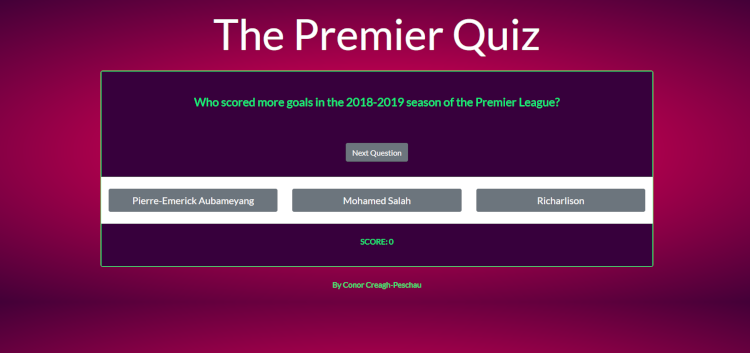 The Premier Quiz
Who scored more goals in the 2018-2019 season of the Premier League?
Next Question
Pierre-Emerick Aubameyang
Mohamed Salah
Richarlison
SCORE: 0
By Conor Creagh-Peschau